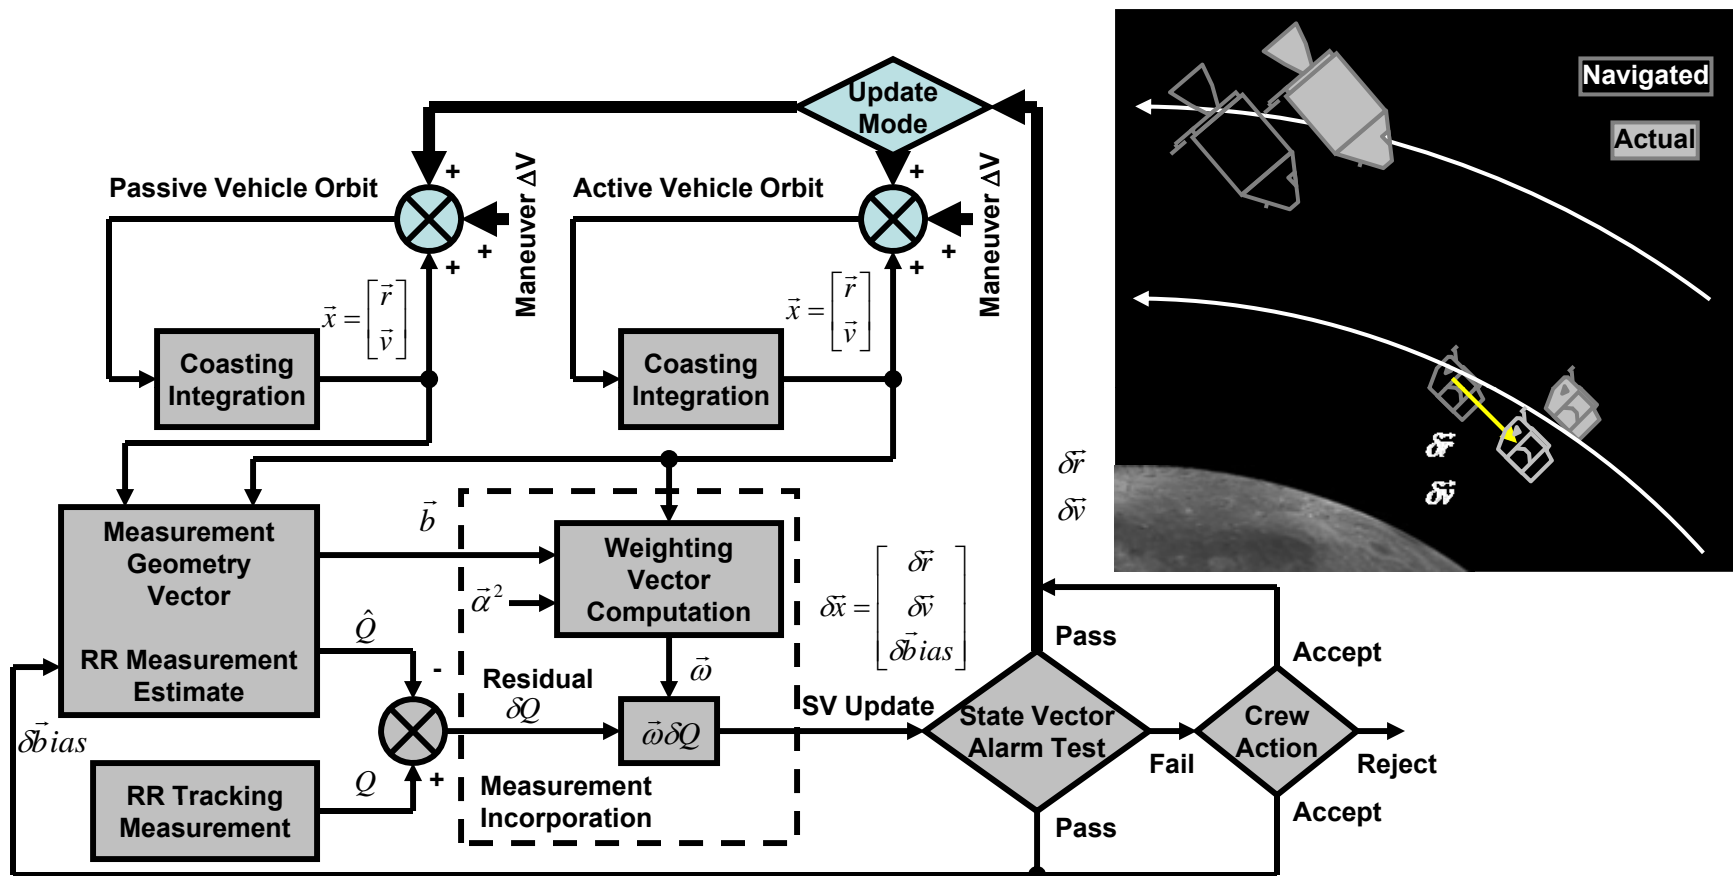 Update
Mode
Navigated
Actual
+
+
Passive Vehicle Orbit
Active Vehicle Orbit
Maneuver ΔV
Maneuver ΔV
+
+
+
+
x⃗ = [r⃗ v⃗]
x⃗ = [r⃗ v⃗]
Coasting
Integration
Coasting
Integration
δr⃗
δv⃗
δr⃗
δv⃗
b⃗
Measurement
Geometry
Vector
RR Measurement
Estimate
Weighting
Vector
Computation
α⃗²
Q̂
-
ω⃗
δx⃗ = [δr⃗ δv⃗ δb⃗ias]
Pass
Accept
Residual
δQ
ω⃗δQ
SV Update
State Vector
Alarm Test
Crew
Action
Fail
Reject
δb⃗ias
Q
+
RR Tracking
Measurement
Measurement
Incorporation
Pass
Accept